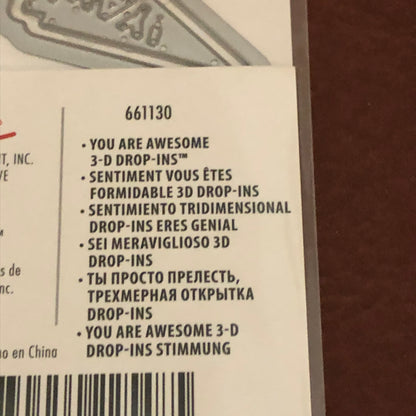 661130
• YOU ARE AWESOME
3-D DROP-INS™
• SENTIMENT VOUS ÊTES
FORMIDABLE 3D DROP-INS
• SENTIMIENTO TRIDIMENSIONAL
DROP-INS ERES GENIAL
• SEI MERAVIGLIOSO 3D
DROP-INS
• ТЫ ПРОСТО ПРЕЛЕСТЬ,
ТРЕХМЕРНАЯ ОТКРЫТКА
DROP-INS
• YOU ARE AWESOME 3-D
DROP-INS STIMMUNG
INC.
de
en China